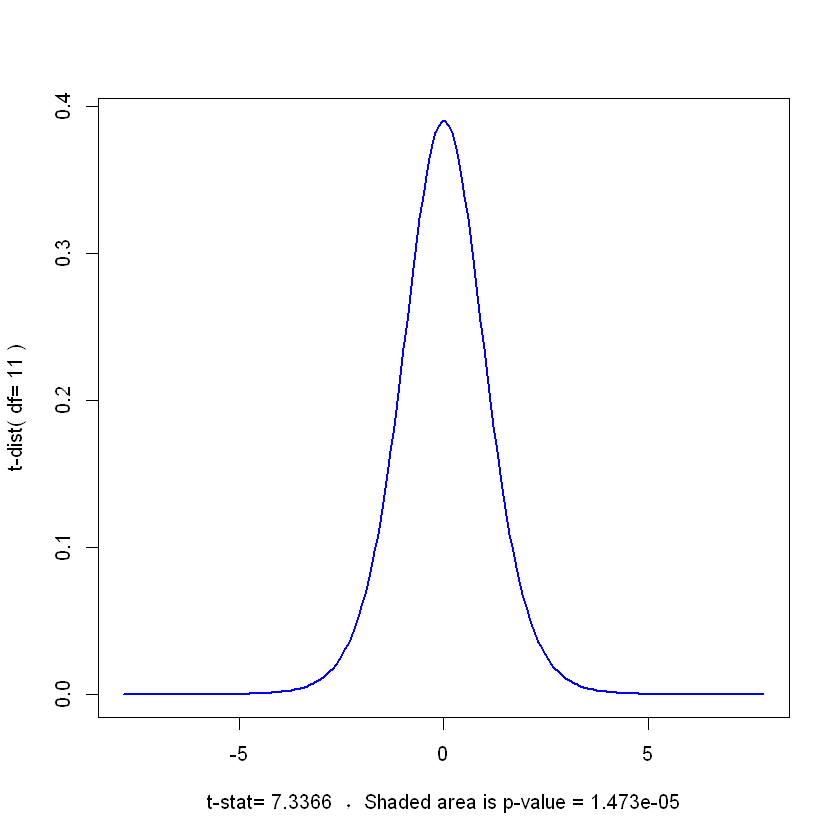 0.4
0.3
0.2
0.1
0.0
t-dist( df= 11 )
-5 0 5
t-stat= 7.3366 . Shaded area is p-value = 1.473e-05